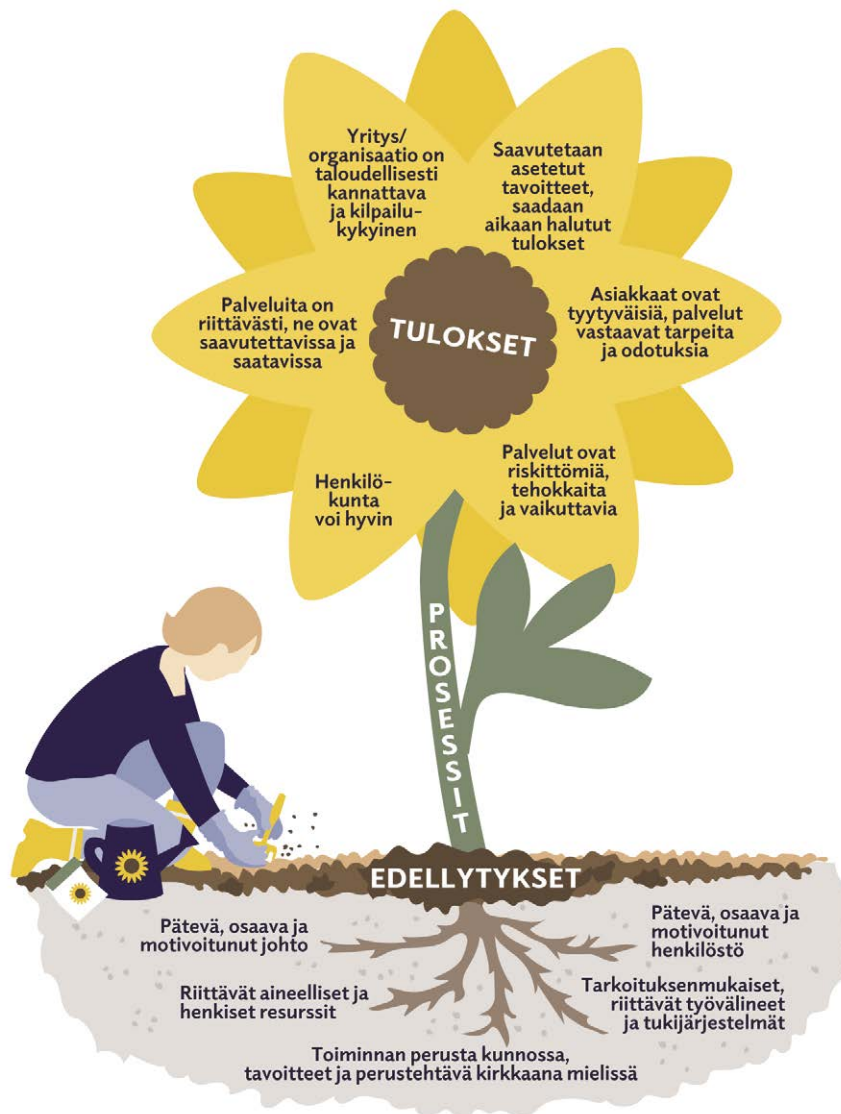 Yritys/
organisaatio on
taloudellisesti
kannattava
ja kilpailu-
kykyinen
Saavutetaan
asetetut
tavoitteet,
saadaan
aikaan halutut
tulokset
Palveluita on
riittävästi, ne ovat
saavutettavissa ja
saatavissa
TULOKSET
Asiakkaat ovat
tyytyväisiä, palvelut
vastaavat tarpeita
ja odotuksia
Henkilö-
kunta
voi hyvin
Palvelut ovat
riskittömiä,
tehokkaita
ja vaikuttavia
PROSESSIT
EDELLYTYKSET
Pätevä, osaava ja
motivoitunut johto
Pätevä, osaava ja
motivoitunut
henkilöstö
Riittävät aineelliset ja
henkiset resurssit
Tarkoituksenmukaiset,
riittävät työvälineet
ja tukijärjestelmät
Toiminnan perusta kunnossa,
tavoitteet ja perustehtävä kirkkaana mielissä